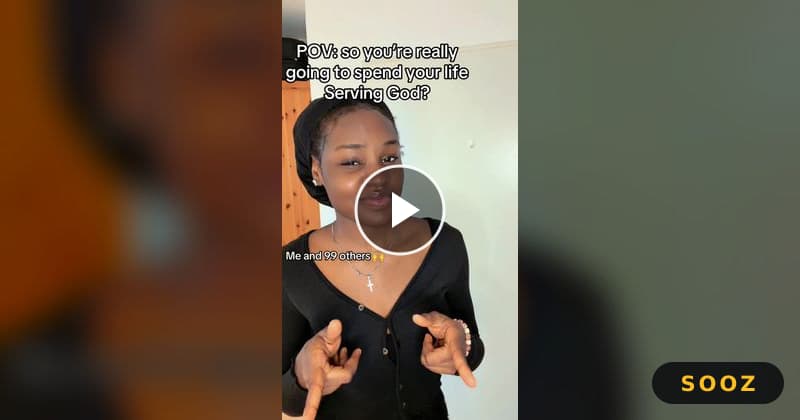 POV: so you're really
going to spend your life
Serving God?
Me and 99 others🙌
SOOZ